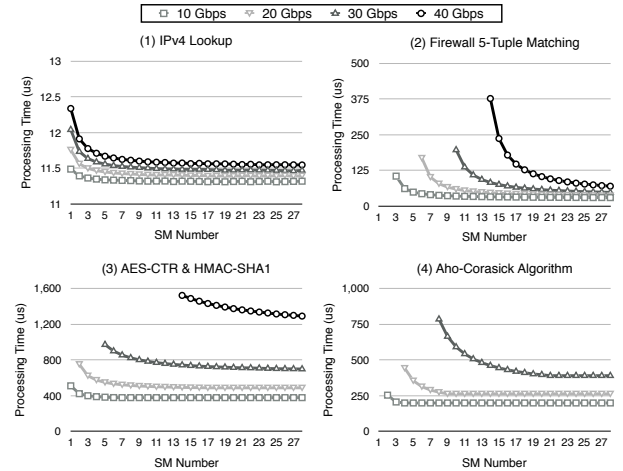 10 Gbps 20 Gbps 30 Gbps 40 Gbps
(1) IPv4 Lookup
Processing Time (us)
13
12.5
12
11.5
11
1 3 5 7 9 11 13 15 17 19 21 23 25 27
SM Number
(2) Firewall 5-Tuple Matching
Processing Time (us)
500
375
250
125
0
1 3 5 7 9 11 13 15 17 19 21 23 25 27
SM Number
(3) AES-CTR & HMAC-SHA1
Processing Time (us)
1,600
1,200
800
400
0
1 3 5 7 9 11 13 15 17 19 21 23 25 27
SM Number
(4) Aho-Corasick Algorithm
Processing Time (us)
1,000
750
500
250
0
1 3 5 7 9 11 13 15 17 19 21 23 25 27
SM Number